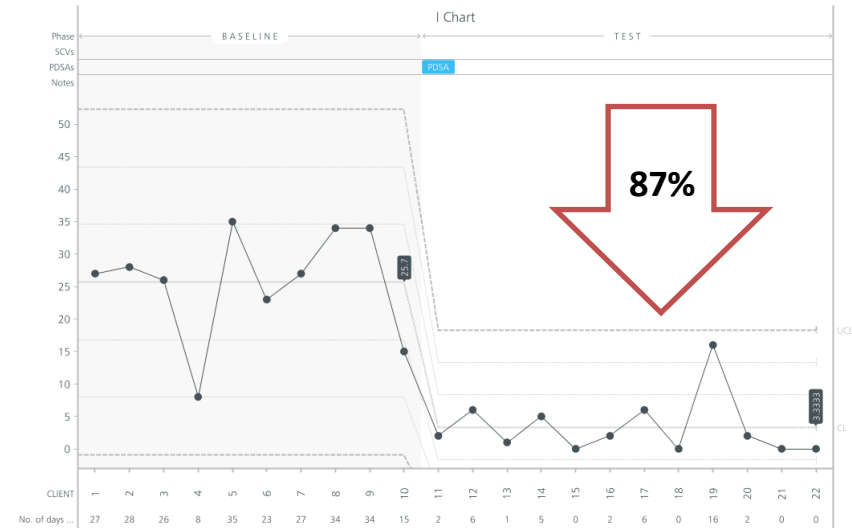 I Chart
Phase BASELINE TEST
SCVs
PDSAs PDSA
Notes
50
45
40
35
30
25
20
15
10
5
0
87%
25.7
UCL
3.3333
CL
CLIENT 1 2 3 4 5 6 7 8 9 10 11 12 13 14 15 16 17 18 19 20 21 22
No. of days ... 27 28 26 8 35 23 27 34 34 15 2 6 1 5 0 2 6 0 16 2 0 0